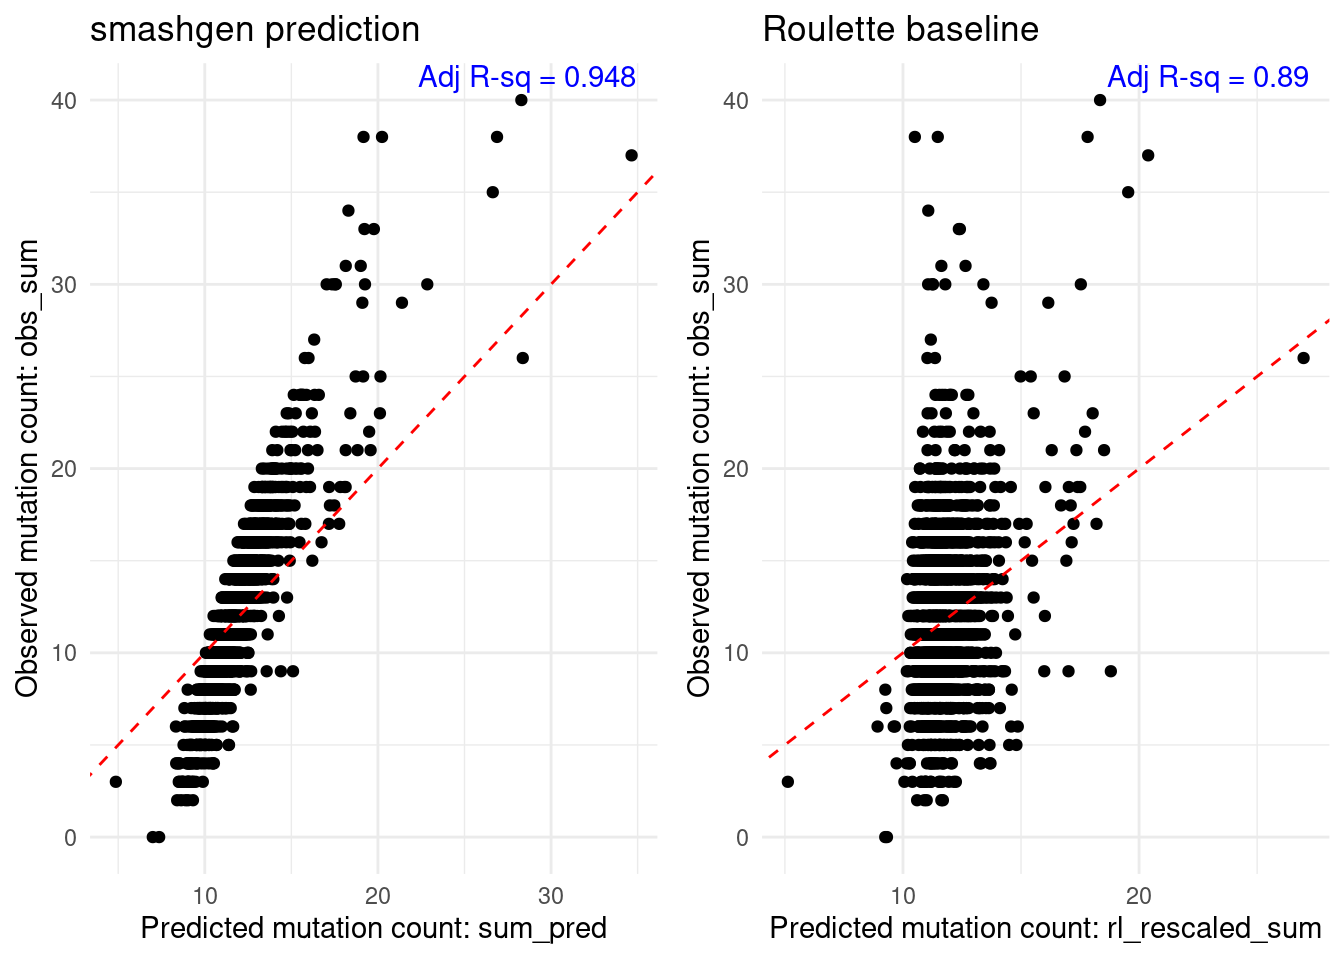 smashgen prediction
Adj R-sq = 0.948
Observed mutation count: obs_sum
40
30
20
10
0
10
20
30
Predicted mutation count: sum_pred
Roulette baseline
Adj R-sq = 0.89
Observed mutation count: obs_sum
40
30
20
10
0
10
20
Predicted mutation count: rl_rescaled_sum